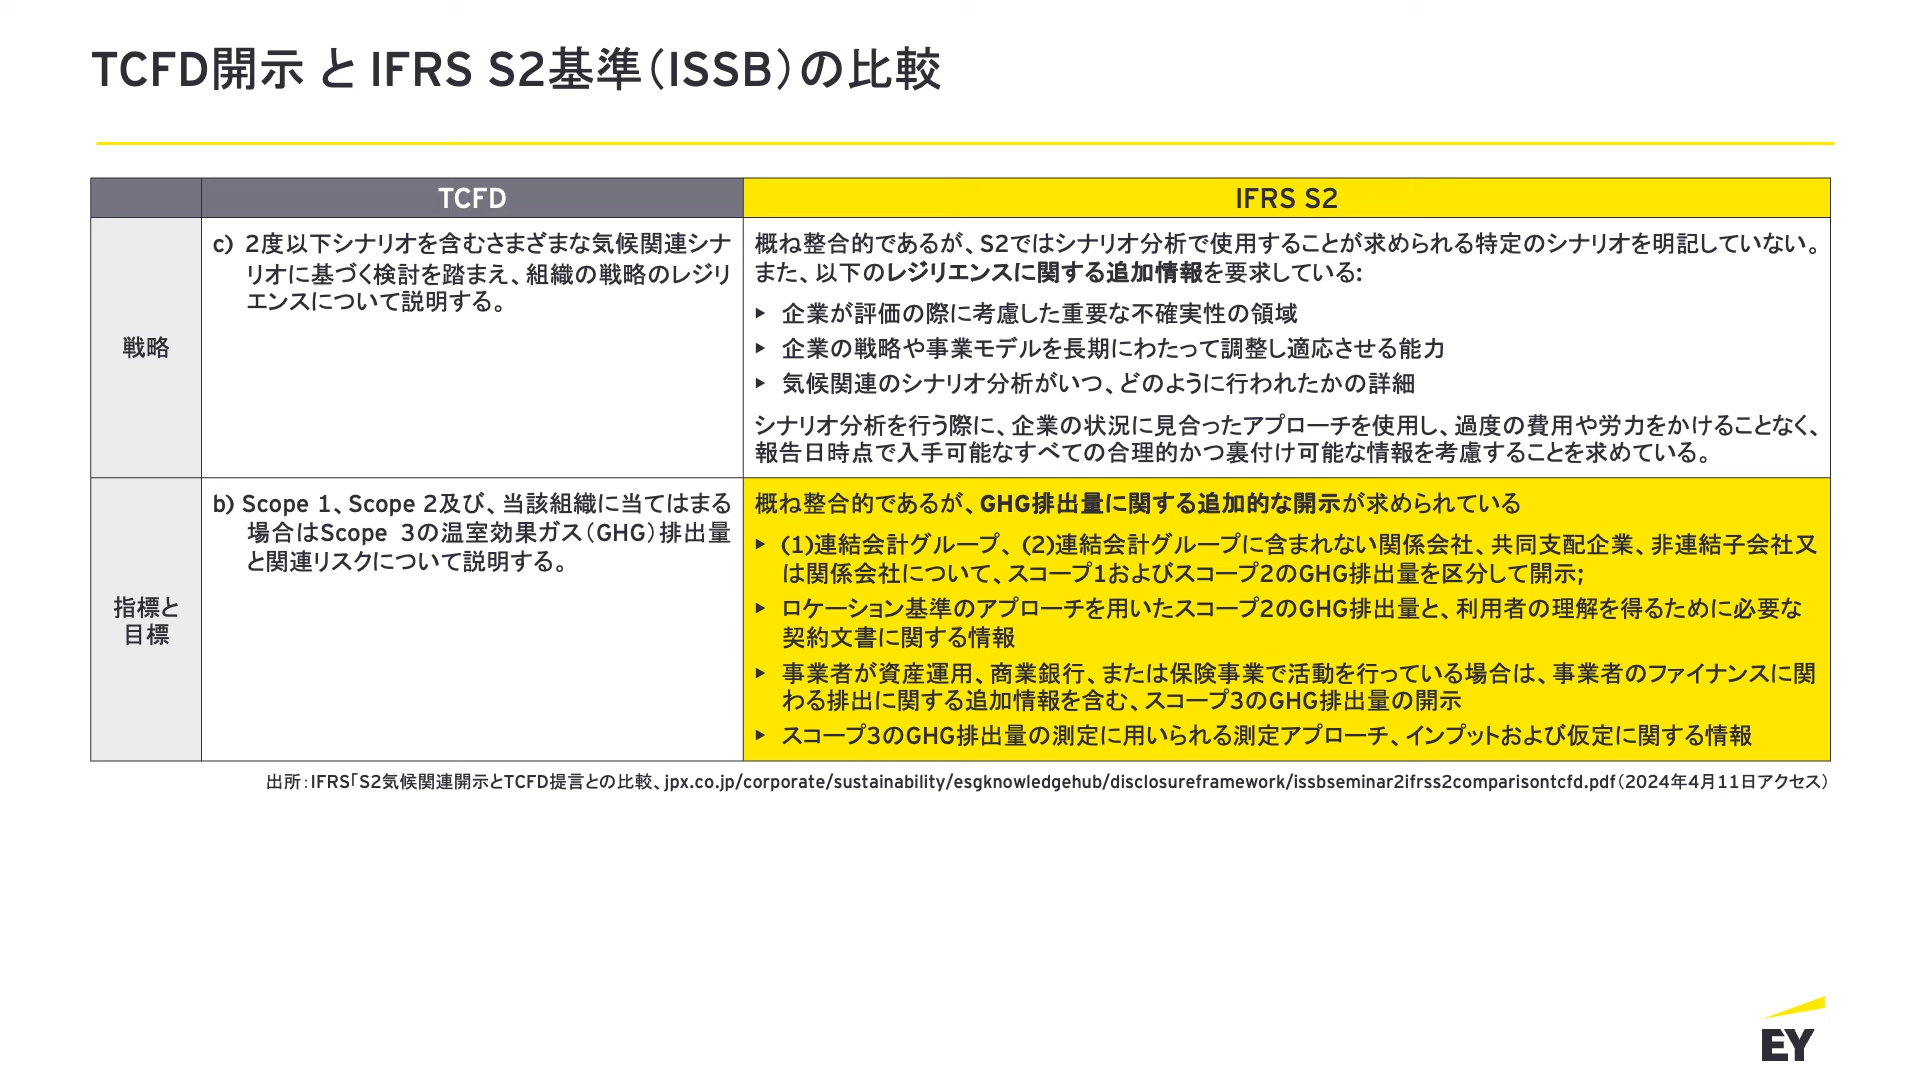 TCFD開示 と IFRS S2基準（ISSB）の比較
TCFD
IFRS S2
戦略
c) 2度以下シナリオを含むさまざまな気候関連シナ
リオに基づく検討を踏まえ、組織の戦略のレジリ
エンスについて説明する。
概ね整合的であるが、S2ではシナリオ分析で使用することが求められる特定のシナリオを明記していない。
また、以下のレジリエンスに関する追加情報を要求している:
▶ 企業が評価の際に考慮した重要な不確実性の領域
▶ 企業の戦略や事業モデルを長期にわたって調整し適応させる能力
▶ 気候関連のシナリオ分析がいつ、どのように行われたかの詳細
シナリオ分析を行う際に、企業の状況に見合ったアプローチを使用し、過度の費用や労力をかけることなく、
報告日時点で入手可能なすべての合理的かつ裏付け可能な情報を考慮することを求めている。
指標と
目標
b) Scope 1、Scope 2及び、当該組織に当てはまる
場合はScope 3の温室効果ガス（GHG）排出量
と関連リスクについて説明する。
概ね整合的であるが、GHG排出量に関する追加的な開示が求められている
▶ (1)連結会計グループ、(2)連結会計グループに含まれない関係会社、共同支配企業、非連結子会社又
は関係会社について、スコープ1およびスコープ2のGHG排出量を区分して開示;
▶ ロケーション基準のアプローチを用いたスコープ2のGHG排出量と、利用者の理解を得るために必要な
契約文書に関する情報
▶ 事業者が資産運用、商業銀行、または保険事業で活動を行っている場合は、事業者のファイナンスに関
わる排出に関する追加情報を含む、スコープ3のGHG排出量の開示
▶ スコープ3のGHG排出量の測定に用いられる測定アプローチ、インプットおよび仮定に関する情報
出所：IFRS「S2気候関連開示とTCFD提言との比較、jpx.co.jp/corporate/sustainability/esgknowledgehub/disclosureframework/issbseminar2ifrss2comparisontcfd.pdf（2024年4月11日アクセス）
EY